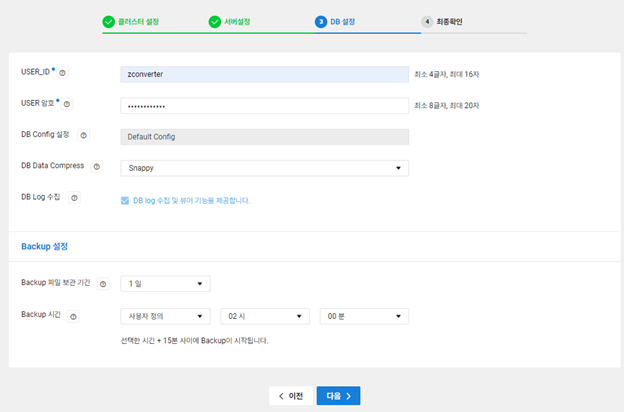 클러스터 설정 서버설정 3 DB 설정 4 최종확인
USER_ID • zconverter 최소 4글자, 최대 16자
USER 암호 • •••••••••••• 최소 8글자, 최대 20자
DB Config 설정 Default Config
DB Data Compress Snappy
DB Log 수집 DB log 수집 및 뷰어 기능을 제공합니다.
Backup 설정
Backup 파일 보관 기간 1 일
Backup 시간 사용자 정의 02 시 00 분
선택한 시간 + 15분 사이에 Backup이 시작됩니다.
< 이전 다음 >